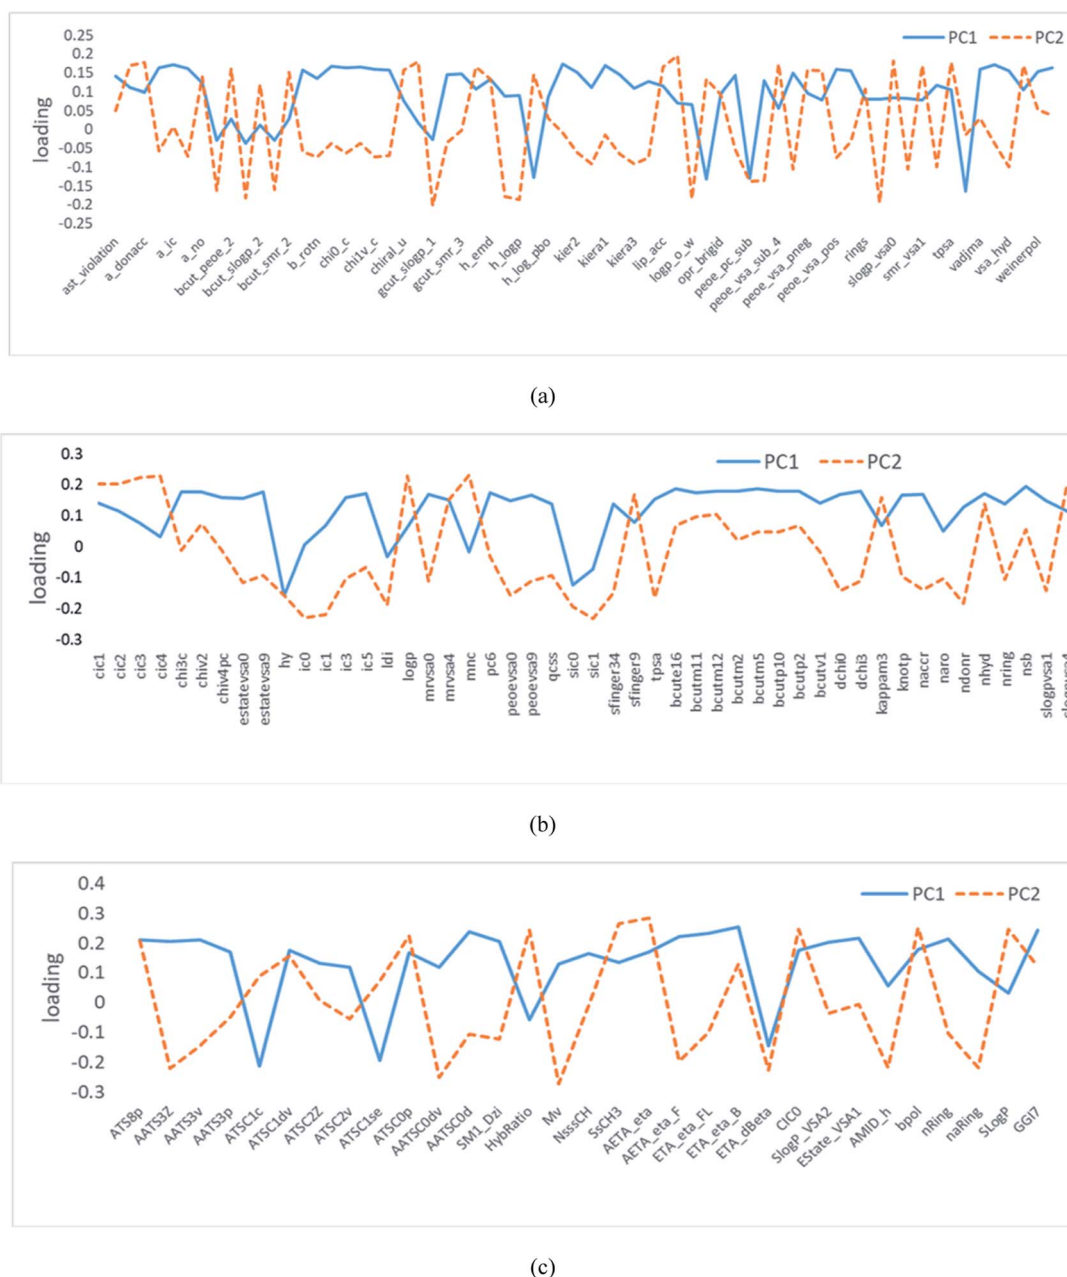 0.25
0.2
0.15
0.1
0.05
0
-0.05
-0.1
-0.15
-0.2
-0.25
loading
PC1 PC2
ast_violation
a_donacc
a_ic
a_no
bcut_peoe_2
bcut_slogp_2
bcut_smr_2
b_rotn
chi0_c
chi1v_c
chiral_u
gcut_slogp_1
gcut_smr_3
h_emd
h_logp
h_log_pbo
kier2
kiera1
kiera3
lip_acc
logp_o_w
opr_brigid
peoe_pc_sub
peoe_vsa_sub_4
peoe_vsa_pneg
peoe_vsa_pos
rings
slogp_vsa0
smr_vsa1
tpsa
vadjma
vsa_hyd
weinerpol
(a)
0.3
0.2
0.1
0
-0.1
-0.2
-0.3
loading
PC1 PC2
cic1
cic2
cic3
cic4
chi3c
chiv2
chiv4pc
estatevsa0
estatevsa9
hy
ic0
ic1
ic3
ic5
ldi
logp
mrvsa0
mrvsa4
mnc
pc6
peoevsa0
peoevsa9
qcss
sic0
sic1
sfinger34
sfinger9
tpsa
bcute16
bcutm11
bcutm12
bcutm2
bcutm5
bcutp10
bcutp2
bcutv1
dchi0
dchi3
kappam3
knotp
naccr
naro
ndonr
nhyd
nring
nsb
slogpvsa1
(b)
0.4
0.3
0.2
0.1
0
-0.1
-0.2
-0.3
loading
PC1 PC2
ATS8p
AATS3Z
AATS3v
AATS3p
ATSC1c
ATSC1dv
ATSC2Z
ATSC2v
ATSC1se
ATSC0p
AATSC0dv
AATSC0d
SM1_Dzi
HybRatio
Mv
NsssCH
SsCH3
AETA_eta
AETA_eta_F
ETA_eta_FL
ETA_eta_B
ETA_dBeta
CIC0
SlogP_VSA2
EState_VSA1
AMID_h
bpol
nRing
naRing
SLogP
GGI7
(c)